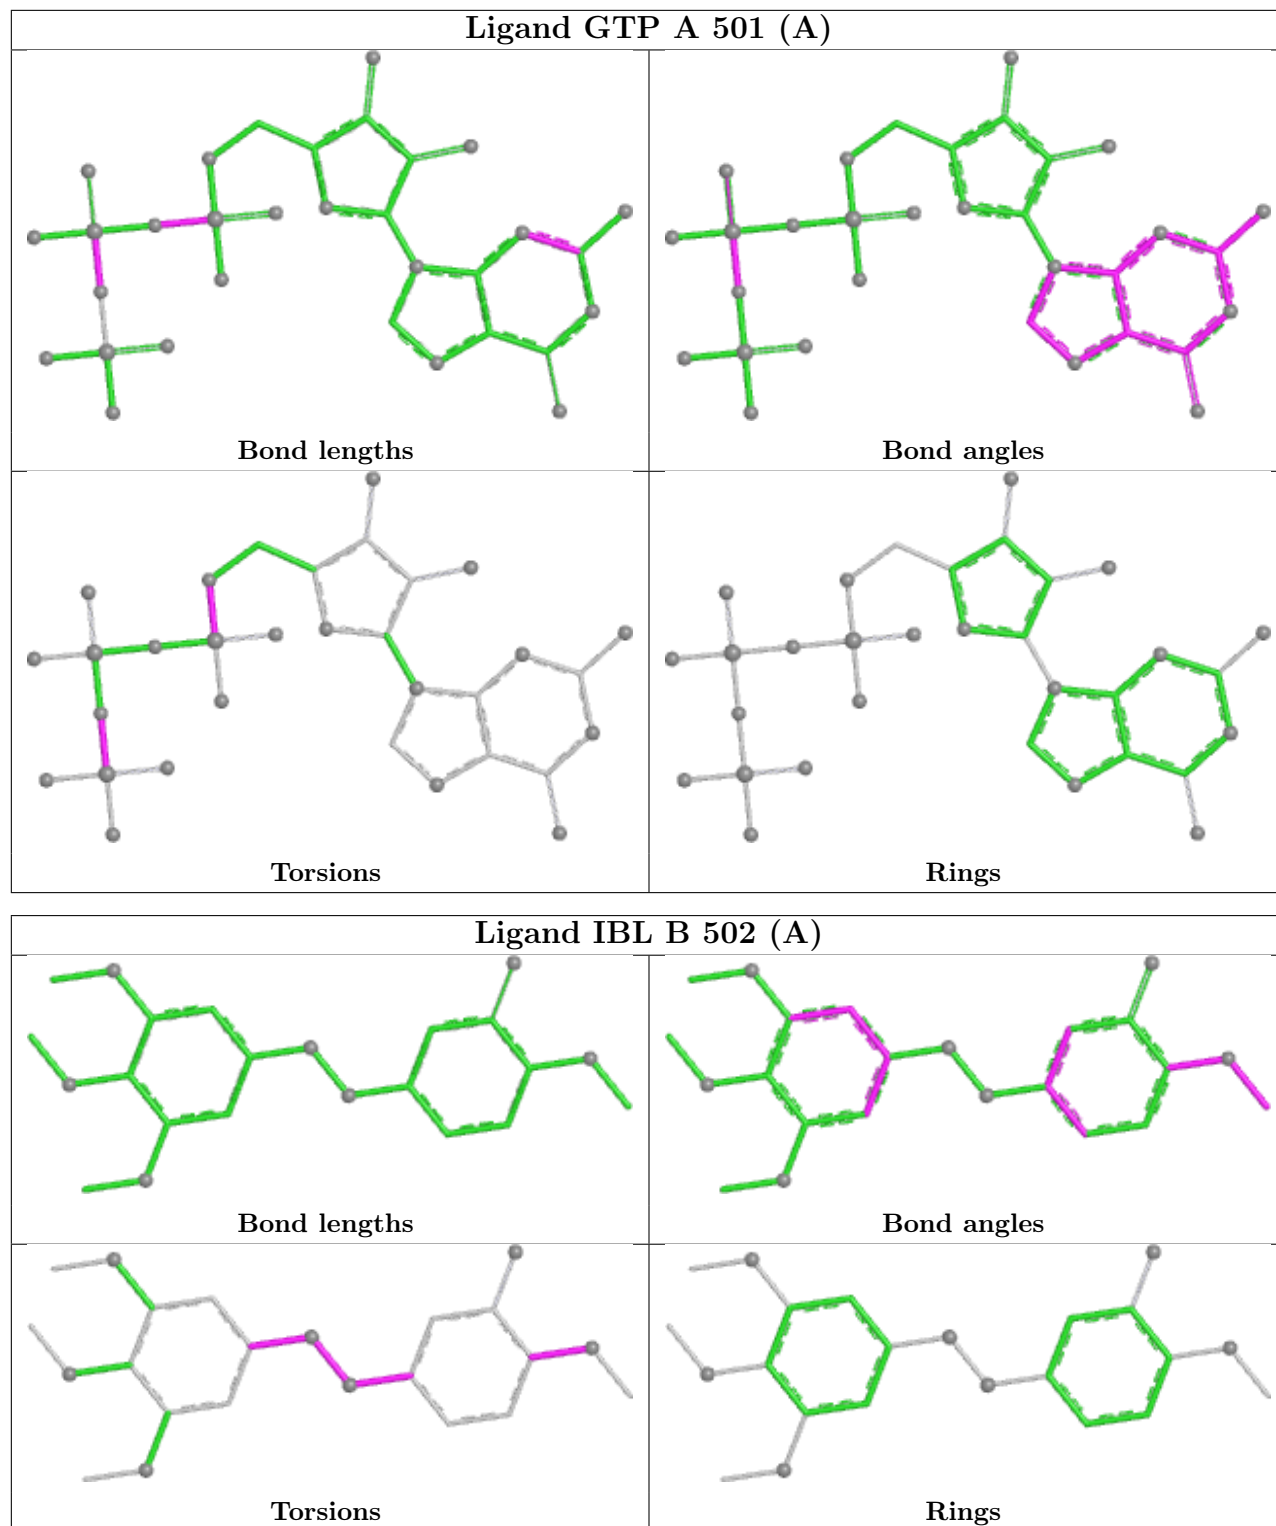 Ligand GTP A 501 (A)
Bond lengths
Bond angles
Torsions
Rings
Ligand IBL B 502 (A)
Bond lengths
Bond angles
Torsions
Rings